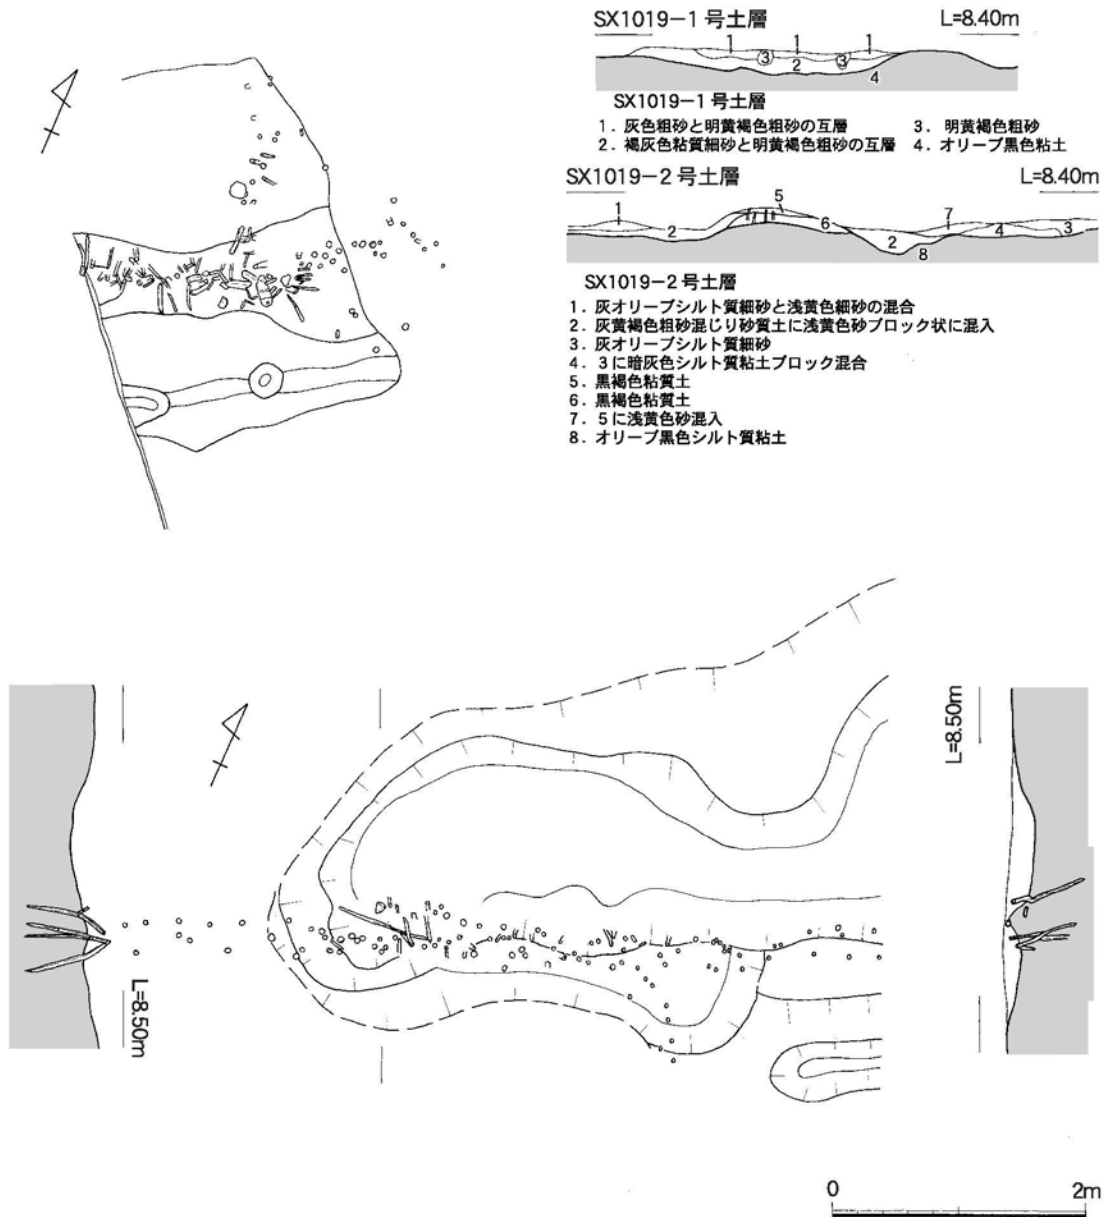 SX1019−1号土層 L=8.40m
1 1 1
3 2 3
4
SX1019−1号土層
1．灰色粗砂と明黄褐色粗砂の互層 3．明黄褐色粗砂
2．褐灰色粘質細砂と明黄褐色粗砂の互層 4．オリーブ黒色粘土
SX1019−2号土層 L=8.40m
5
1 7
2 6 2 4 3
8
SX1019−2号土層
1．灰オリーブシルト質細砂と浅黄色細砂の混合
2．灰黄褐色粗砂混じり砂質土に浅黄色砂ブロック状に混入
3．灰オリーブシルト質細砂
4．3に暗灰色シルト質粘土ブロック混合
5．黒褐色粘質土
6．黒褐色粘質土
7．5に浅黄色砂混入
8．オリーブ黒色シルト質粘土
L=8.50m
L=8.50m
0 2m